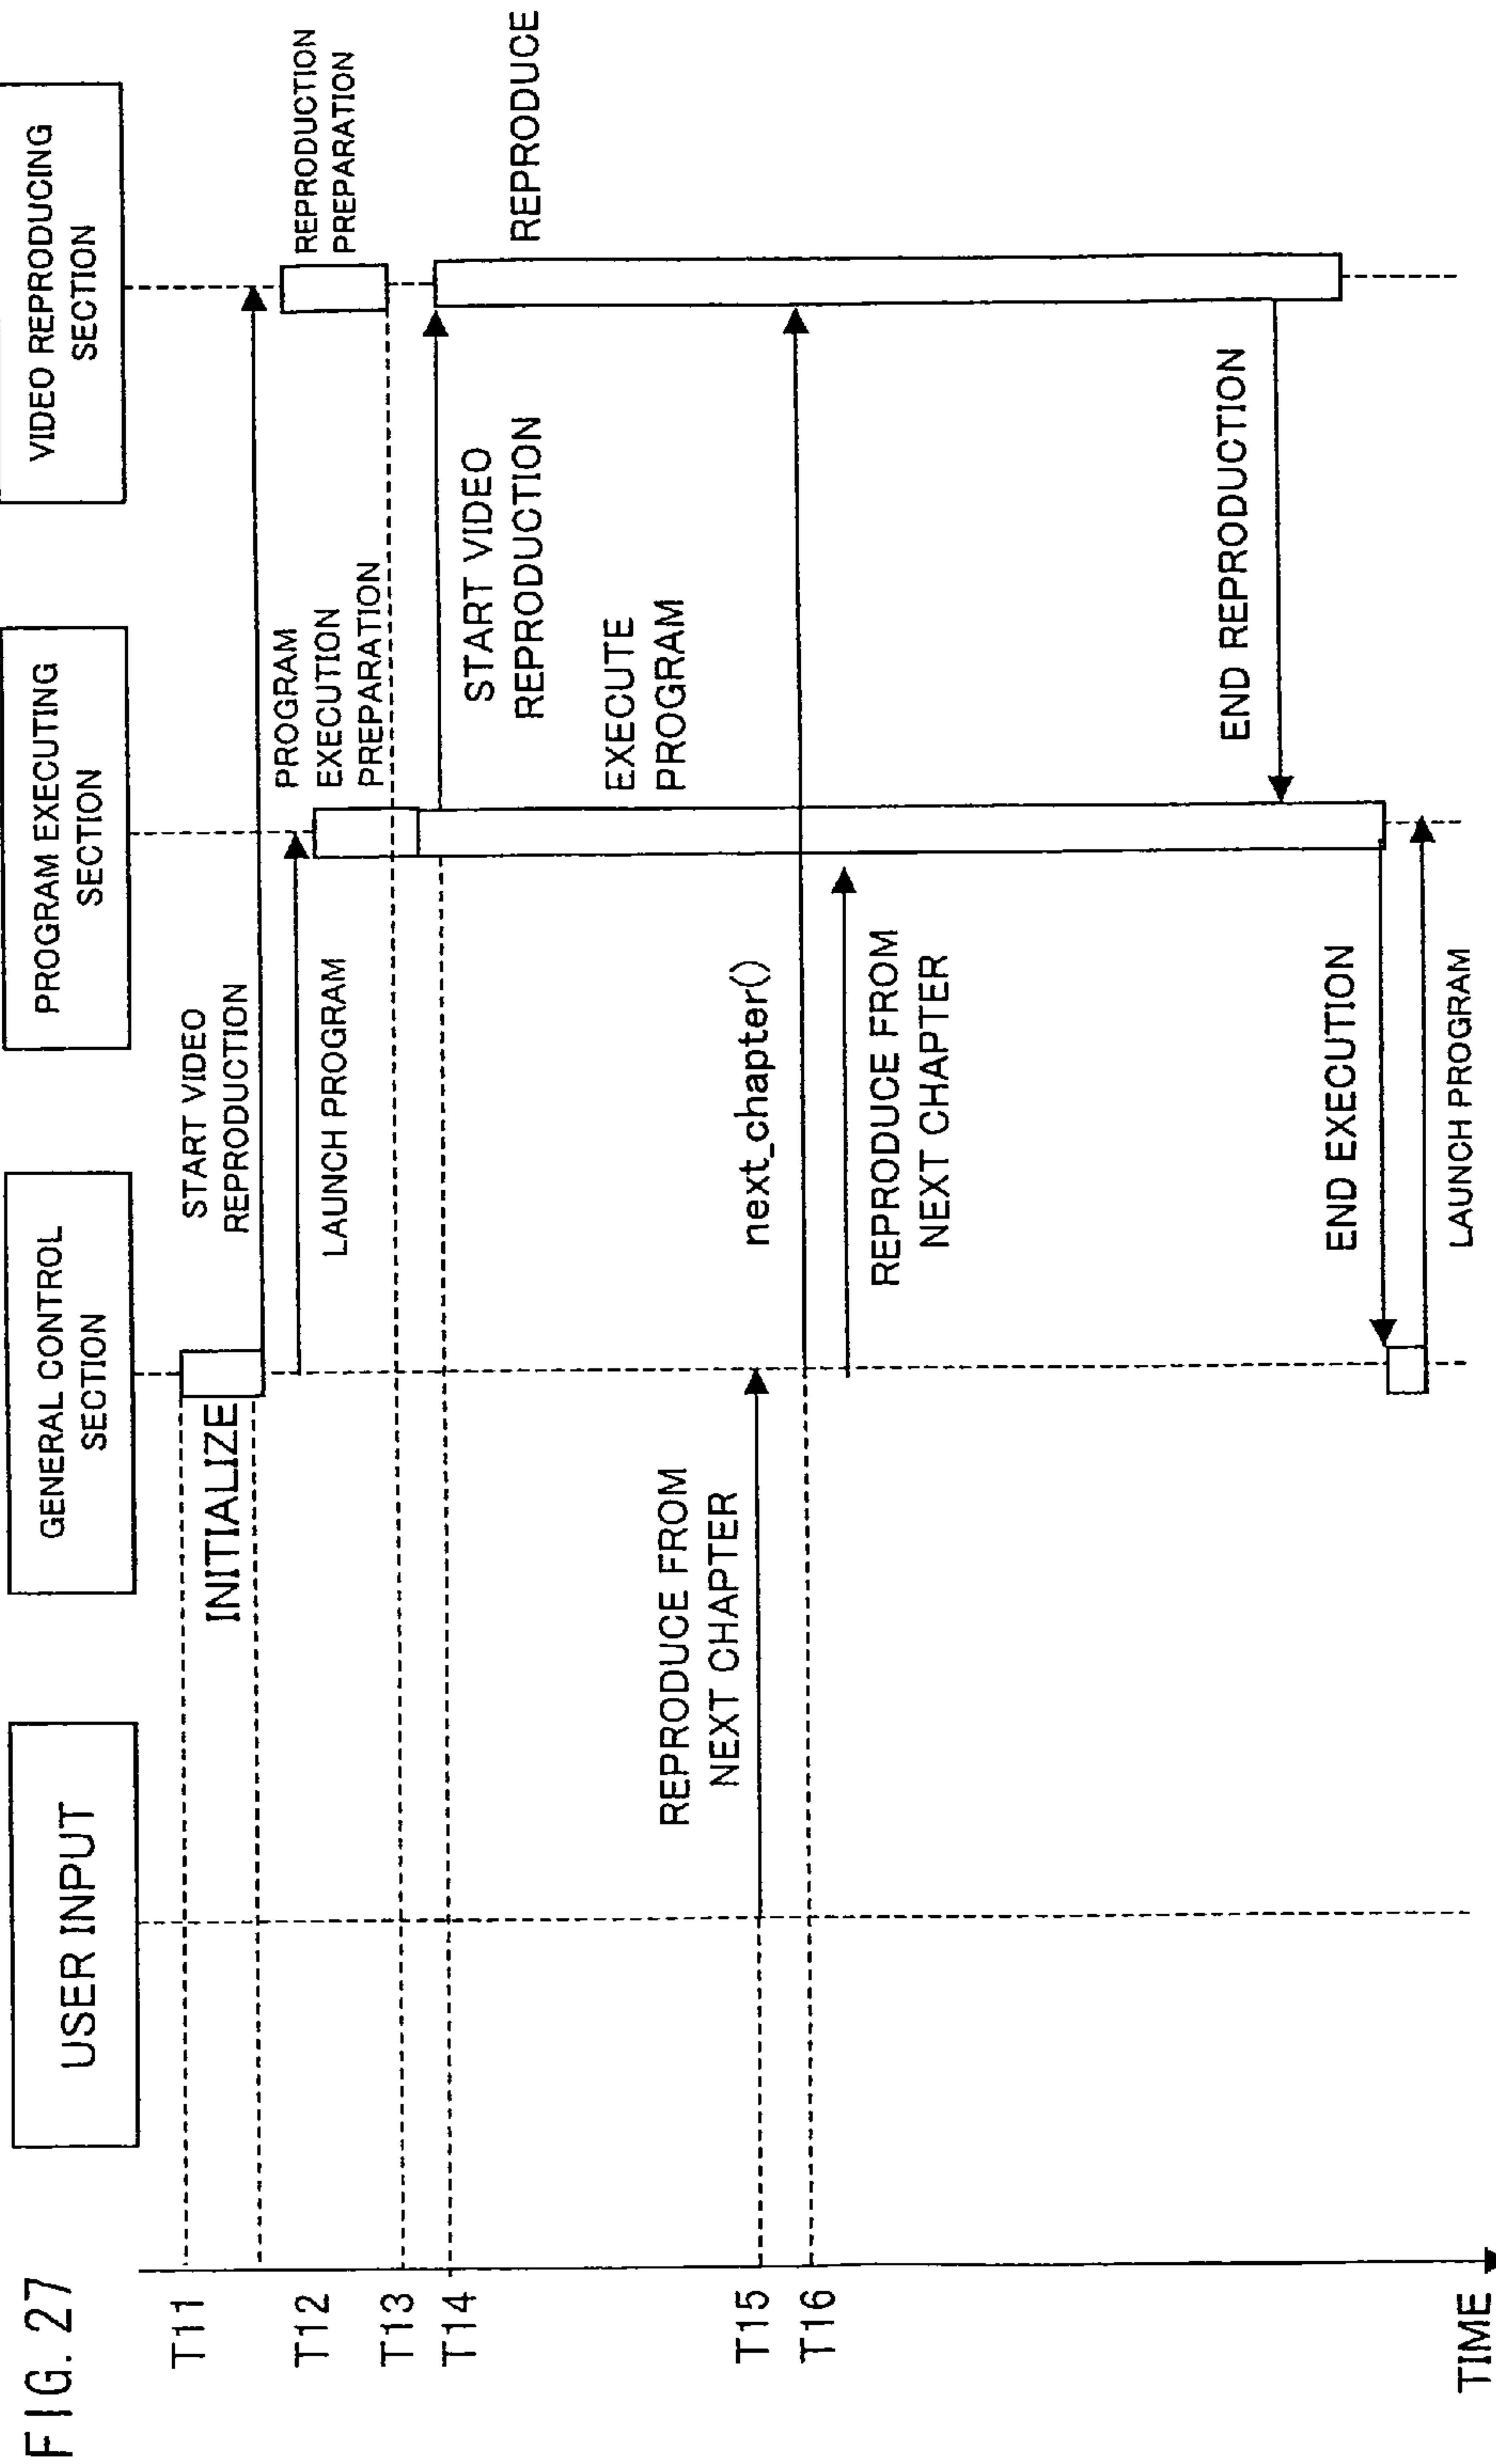 FIG. 27
USER INPUT
GENERAL CONTROL
SECTION
PROGRAM EXECUTING
SECTION
VIDEO REPRODUCING
SECTION
T11
INITIALIZE
START VIDEO
REPRODUCTION
T12
LAUNCH PROGRAM
PROGRAM
EXECUTION
PREPARATION
REPRODUCTION
PREPARATION
T13
T14
START VIDEO
REPRODUCTION
REPRODUCE
EXECUTE
PROGRAM
T15
REPRODUCE FROM
NEXT CHAPTER
T16
next_chapter()
REPRODUCE FROM
NEXT CHAPTER
END REPRODUCTION
END EXECUTION
LAUNCH PROGRAM
TIME